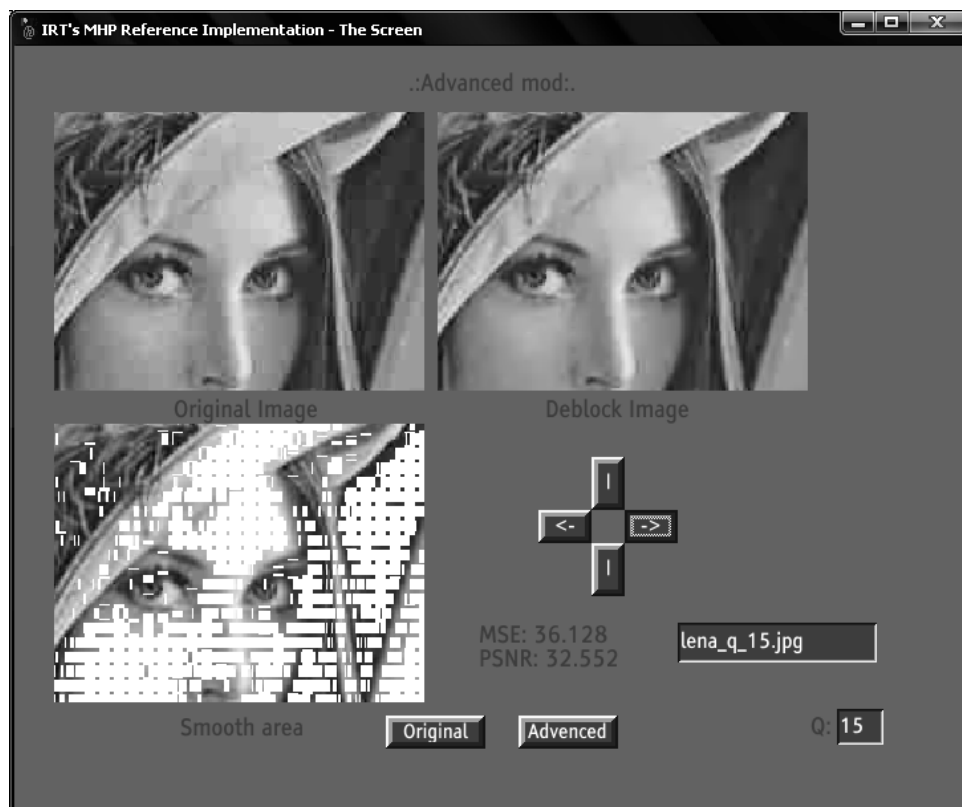 IRT's MHP Reference Implementation - The Screen
.:Advanced mod:.
Original Image
Deblock Image
|
<-
->
|
MSE: 36.128
PSNR: 32.552
lena_q_15.jpg
Smooth area
Original
Advenced
Q: 15